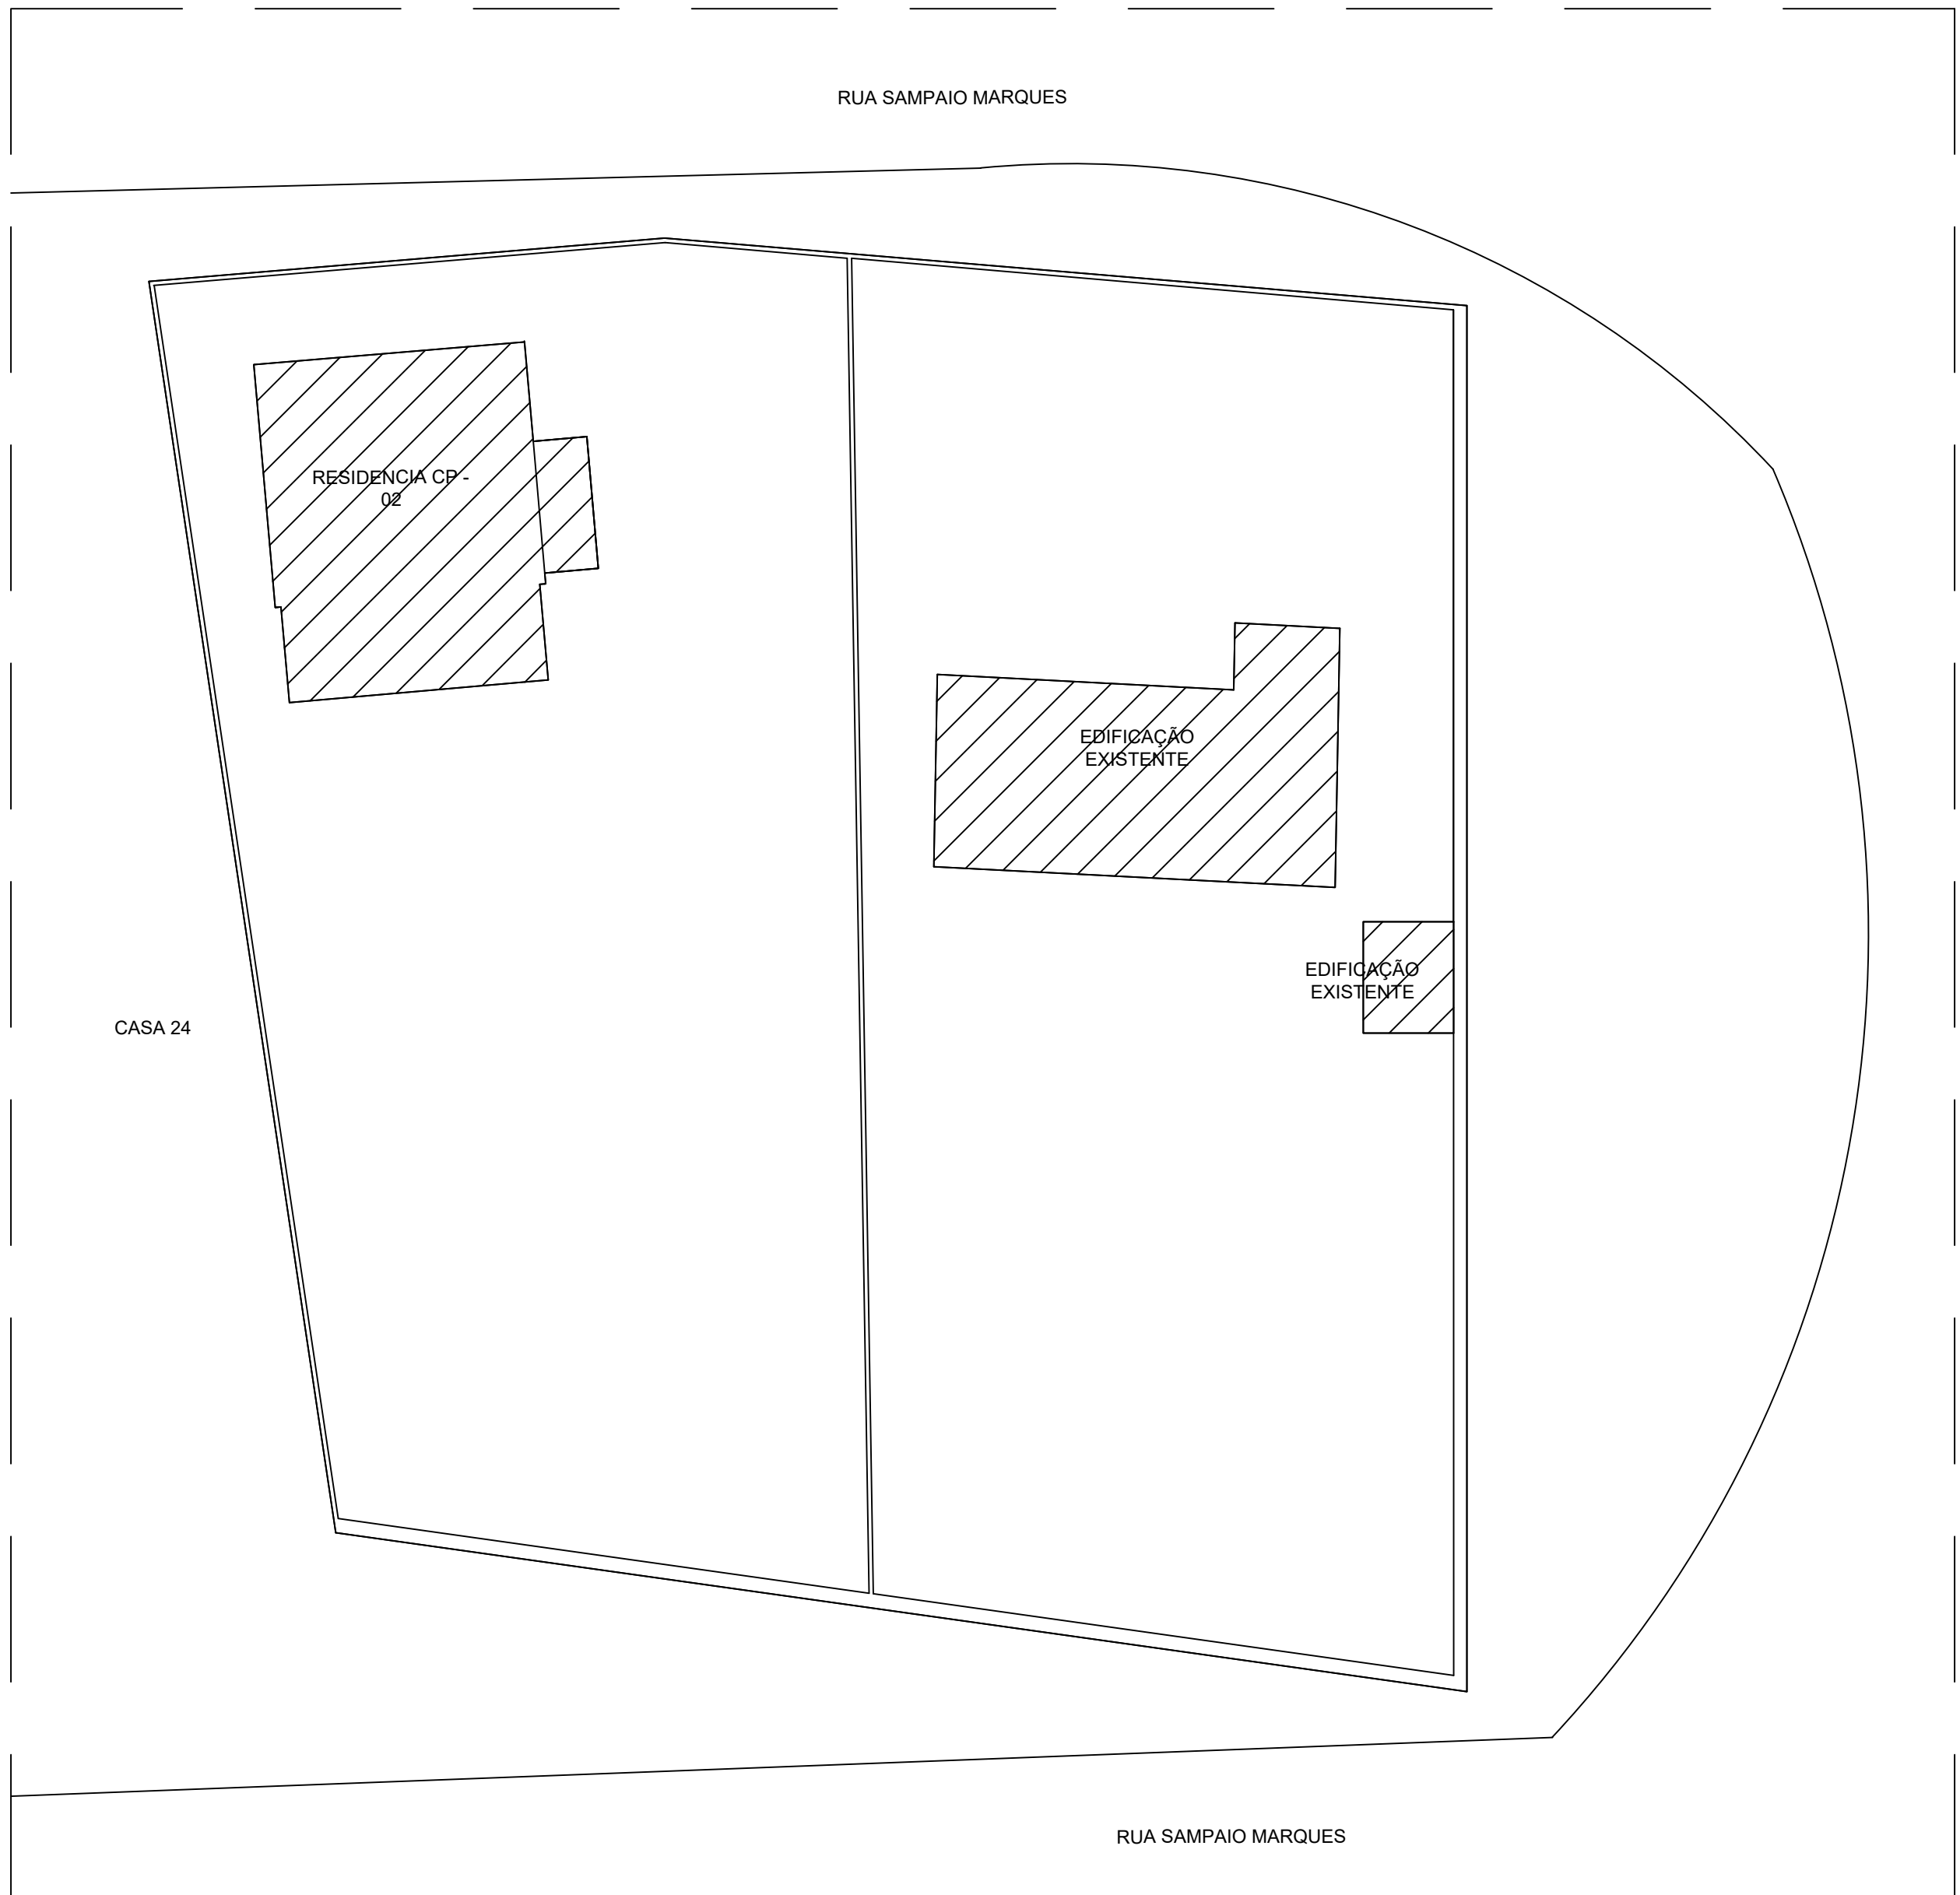 RUA SAMPAIO MARQUES
RESIDENCIA CP -
02
EDIFICAÇÃO
EXISTENTE
EDIFICAÇÃO
EXISTENTE
CASA 24
RUA SAMPAIO MARQUES